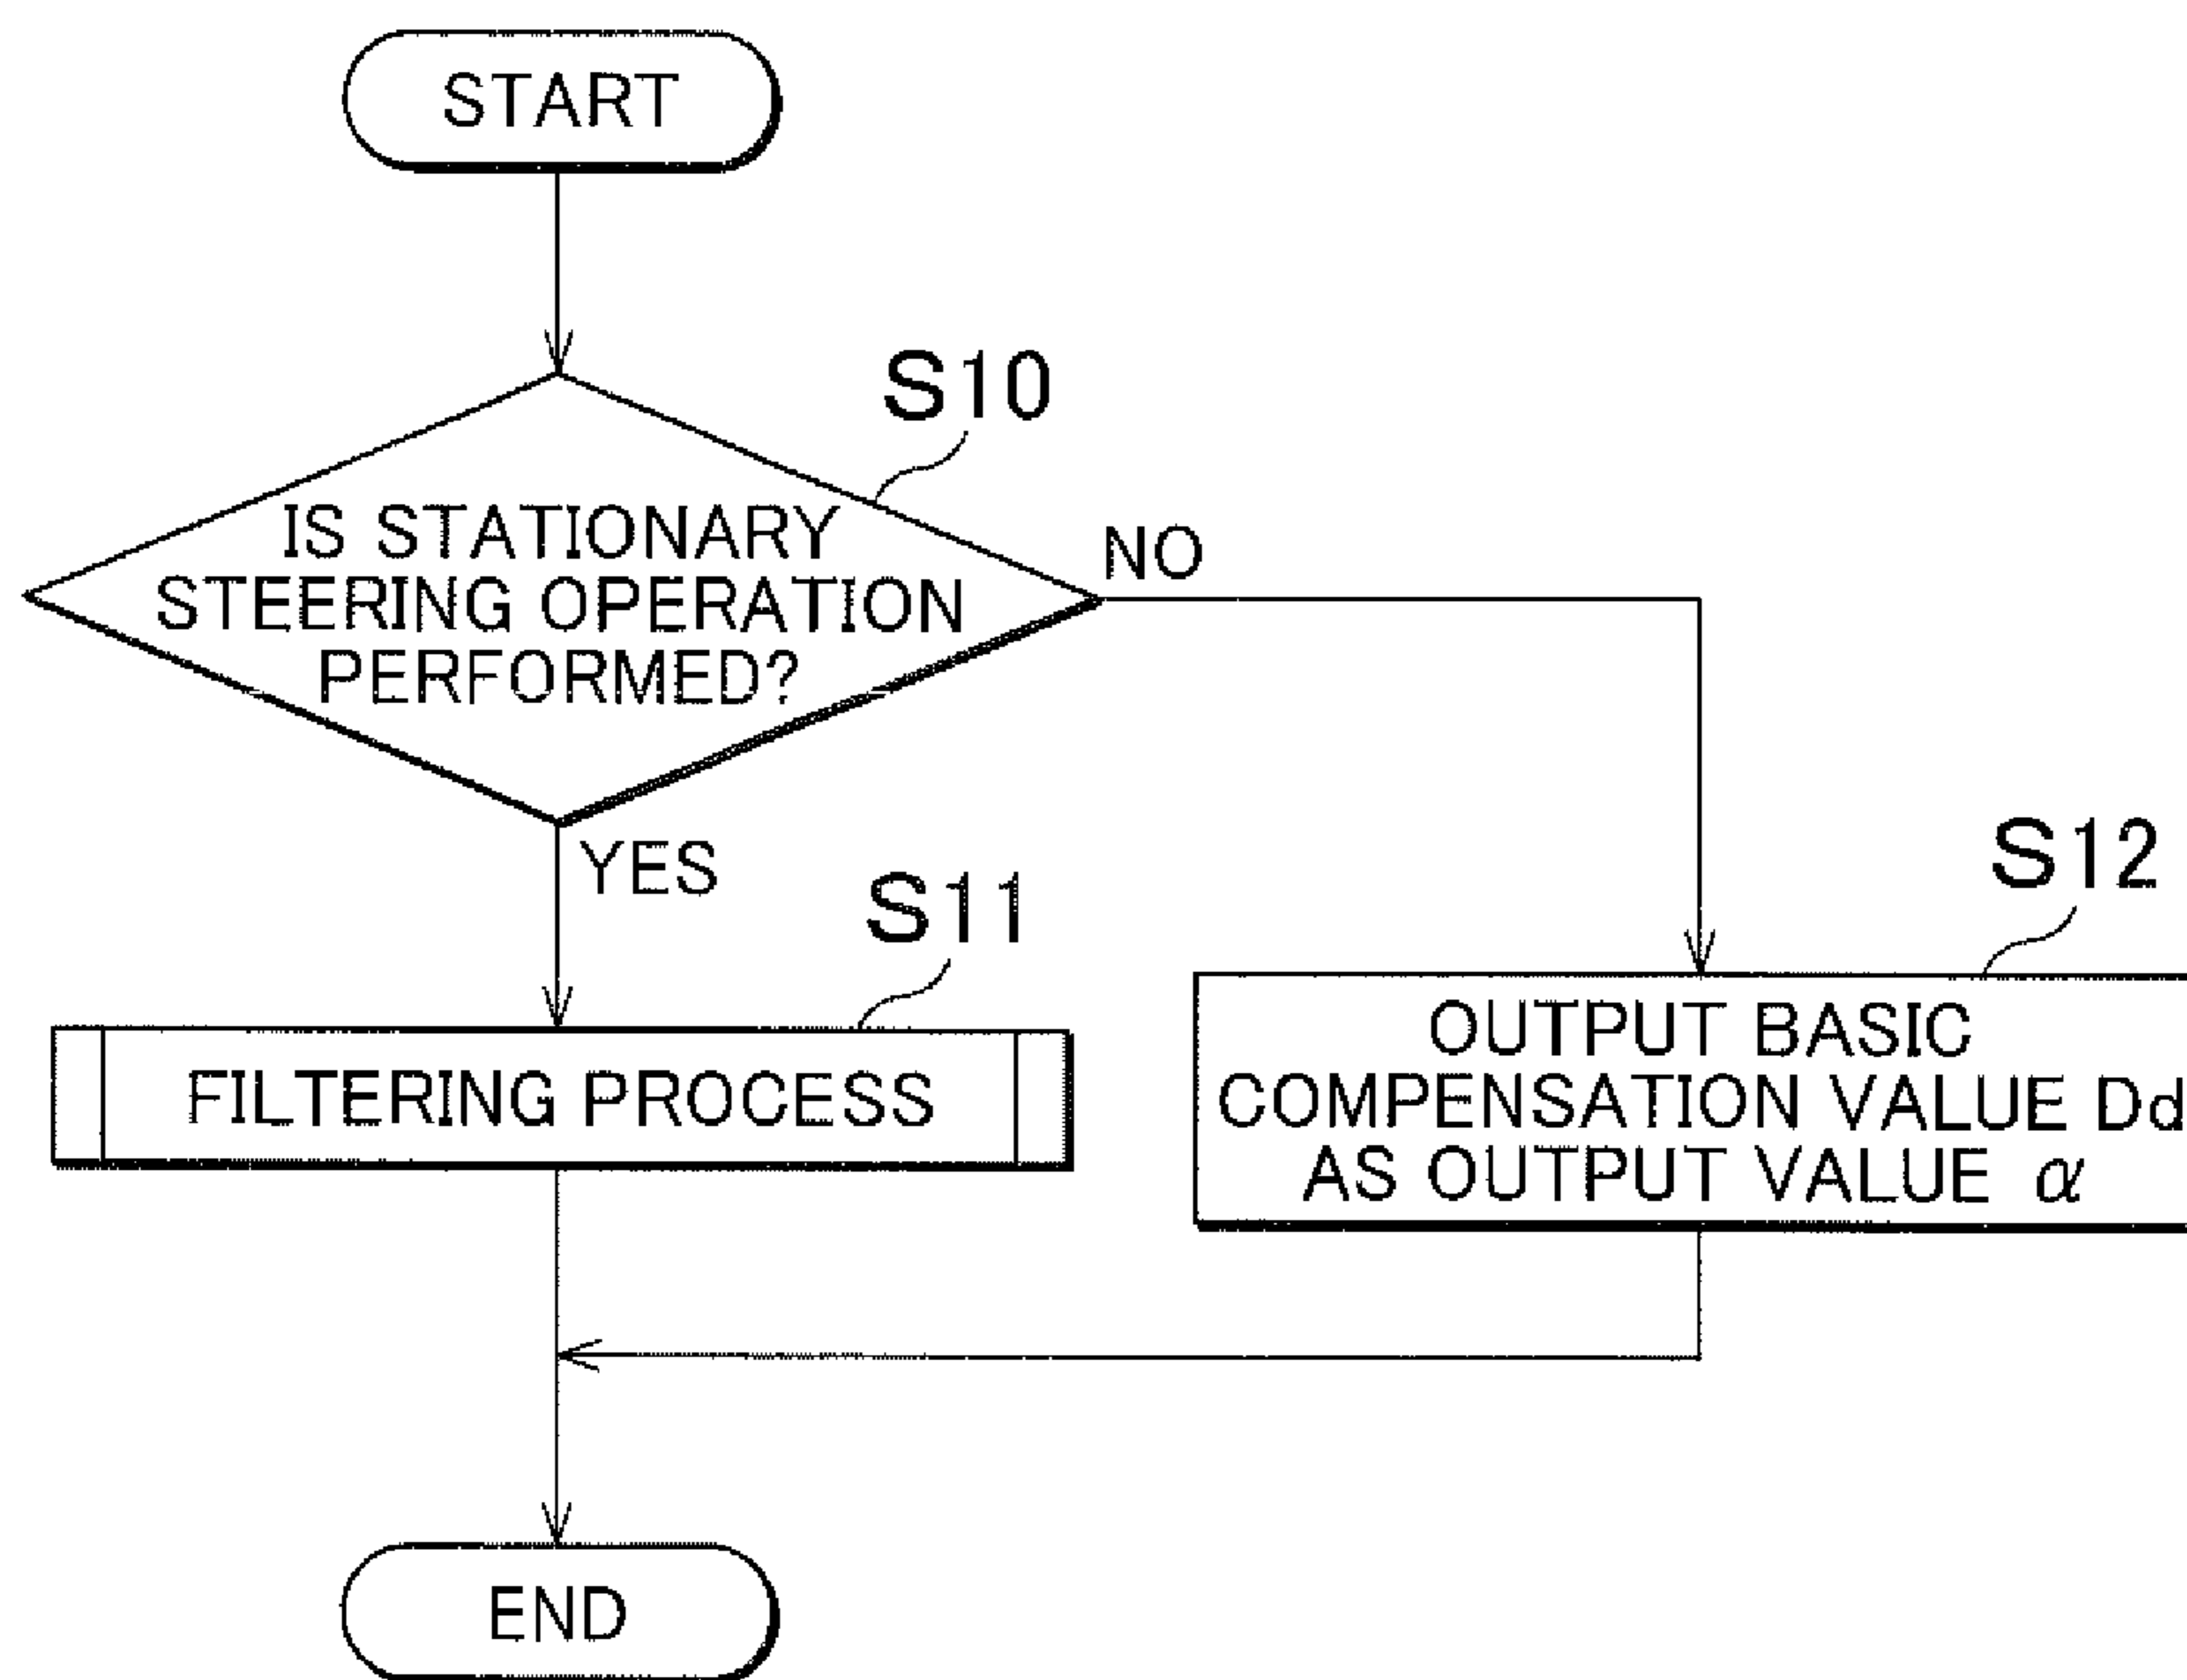 START
S10
IS STATIONARY
STEERING OPERATION
PERFORMED?
NO
YES
S11
FILTERING PROCESS
S12
OUTPUT BASIC
COMPENSATION VALUE Dd
AS OUTPUT VALUE α
END